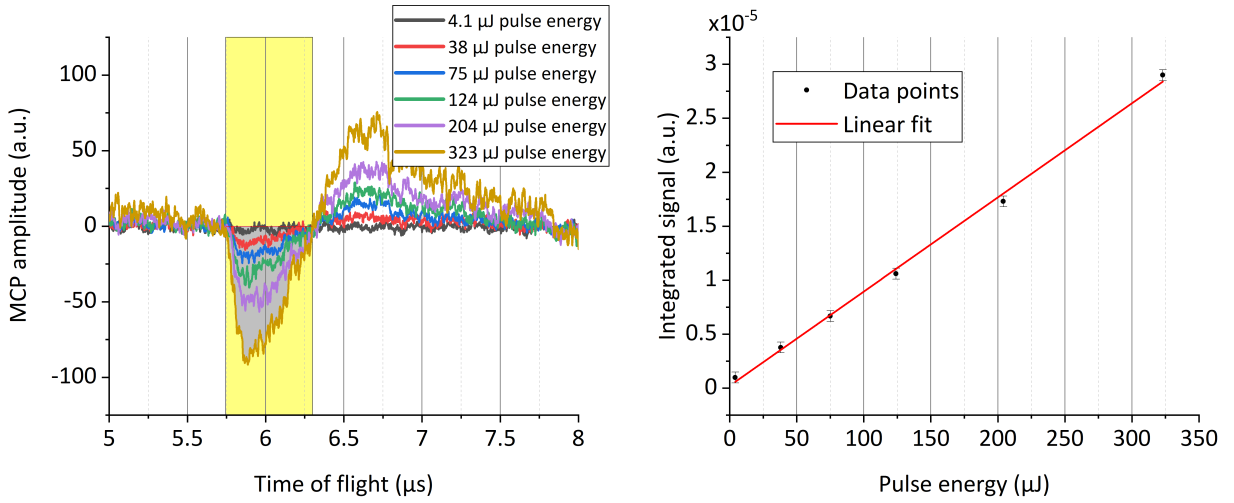 4.1 µJ pulse energy
38 µJ pulse energy
75 µJ pulse energy
124 µJ pulse energy
204 µJ pulse energy
323 µJ pulse energy
MCP amplitude (a.u.)
100
50
0
-50
-100
5
5.5
6
6.5
7
7.5
8
Time of flight (µs)
x10^-5
Integrated signal (a.u.)
3
2.5
2
1.5
1
0.5
0
Data points
Linear fit
0
50
100
150
200
250
300
350
Pulse energy (µJ)